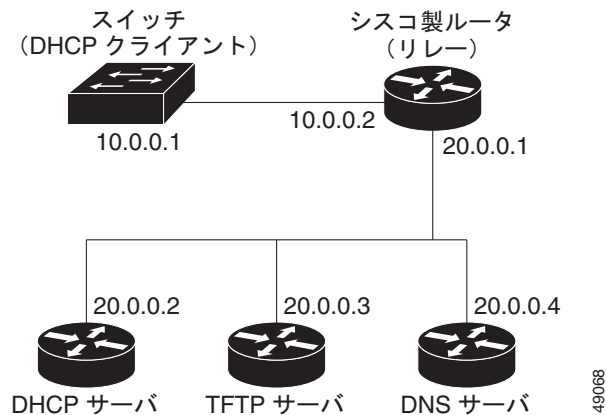 スイッチ
(DHCP クライアント)
シスコ製ルータ
(リレー)
10.0.0.1
10.0.0.2
20.0.0.1
20.0.0.2
20.0.0.3
20.0.0.4
DHCP サーバ
TFTP サーバ
DNS サーバ
49068